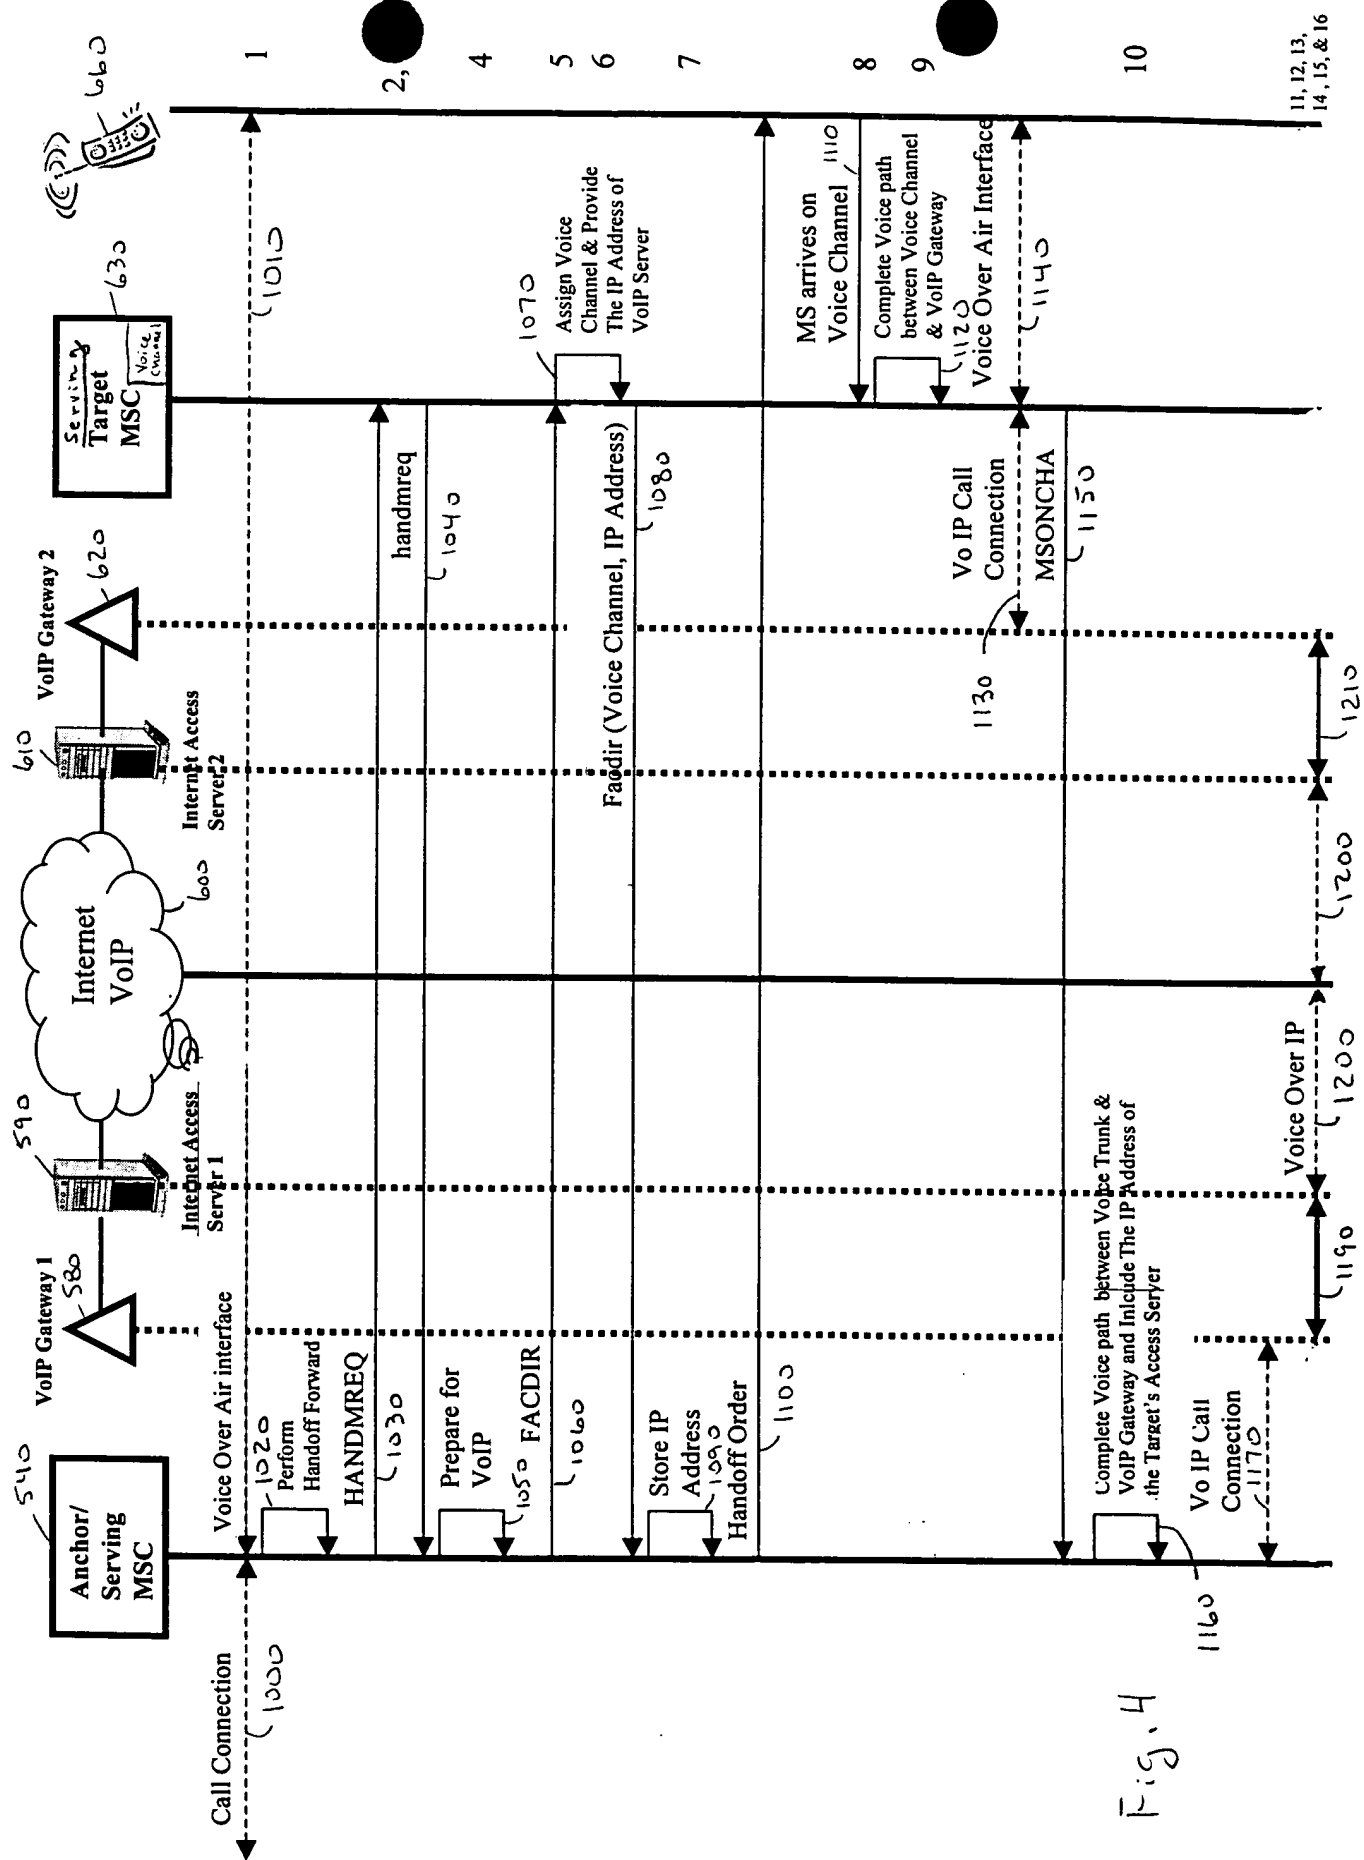 540
Anchor/
Serving
MSC
VoIP Gateway 1
580
590
Internet Access
Server 1
Internet
VoIP
600
610
Internet Access
Server 2
VoIP Gateway 2
620
Serving
Target
MSC
Voice
Channel
630
660
Call Connection
1000
Voice Over Air interface
1010
1
1020
Perform
Handoff Forward
HANDMREQ
1030
2,
handmreq
1040
Prepare for
VoIP
1050
4
FACDIR
1060
5
1070
Assign Voice
Channel & Provide
The IP Address of
VoIP Server
6
Faodir (Voice Channel, IP Address)
1080
7
Store IP
Address
1090
Handoff Order
1100
MS arrives on
Voice Channel
1110
8
Complete Voice path
between Voice Channel
& VoIP Gateway
1120
9
Voice Over Air Interface
1140
Vo IP Call
Connection
1130
MSONCHA
1150
10
Complete Voice path between Voice Trunk &
VoIP Gateway and Inlcude The IP Address of
the Target's Access Server
1160
Vo IP Call
Connection
1170
Voice Over IP
1190
1200
1200
1210
11, 12, 13,
14, 15, & 16
Fig. 4